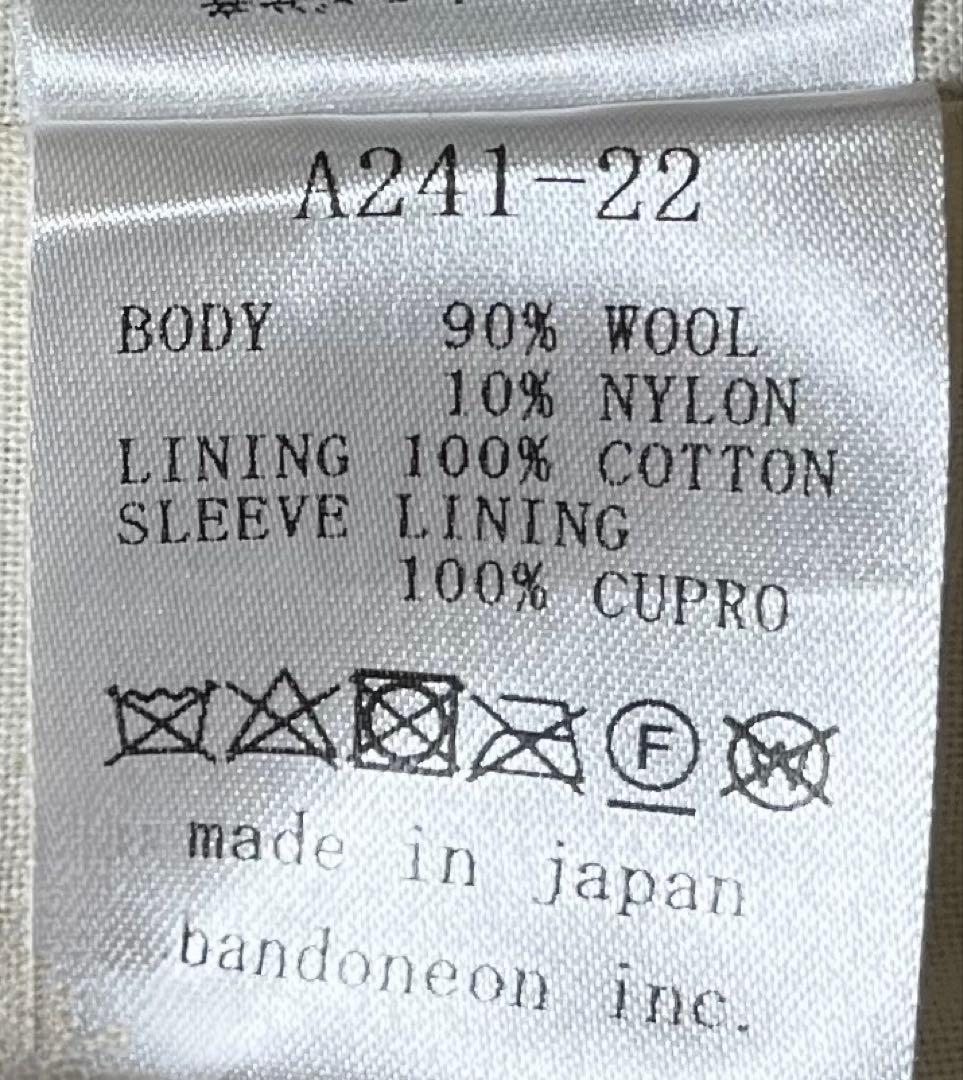 A241-22
BODY 90% WOOL
10% NYLON
LINING 100% COTTON
SLEEVE LINING
100% CUPRO
F W
made in japan
bandoneon inc.